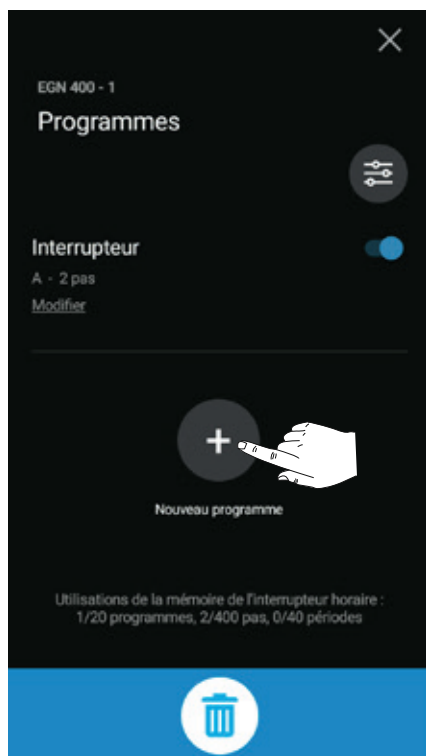 EGN 400 - 1
Programmes
Interrupteur
A - 2 pas
Modifier
Nouveau programme
Utilisations de la mémoire de l'interrupteur horaire :
1/20 programmes, 2/400 pas, 0/40 périodes